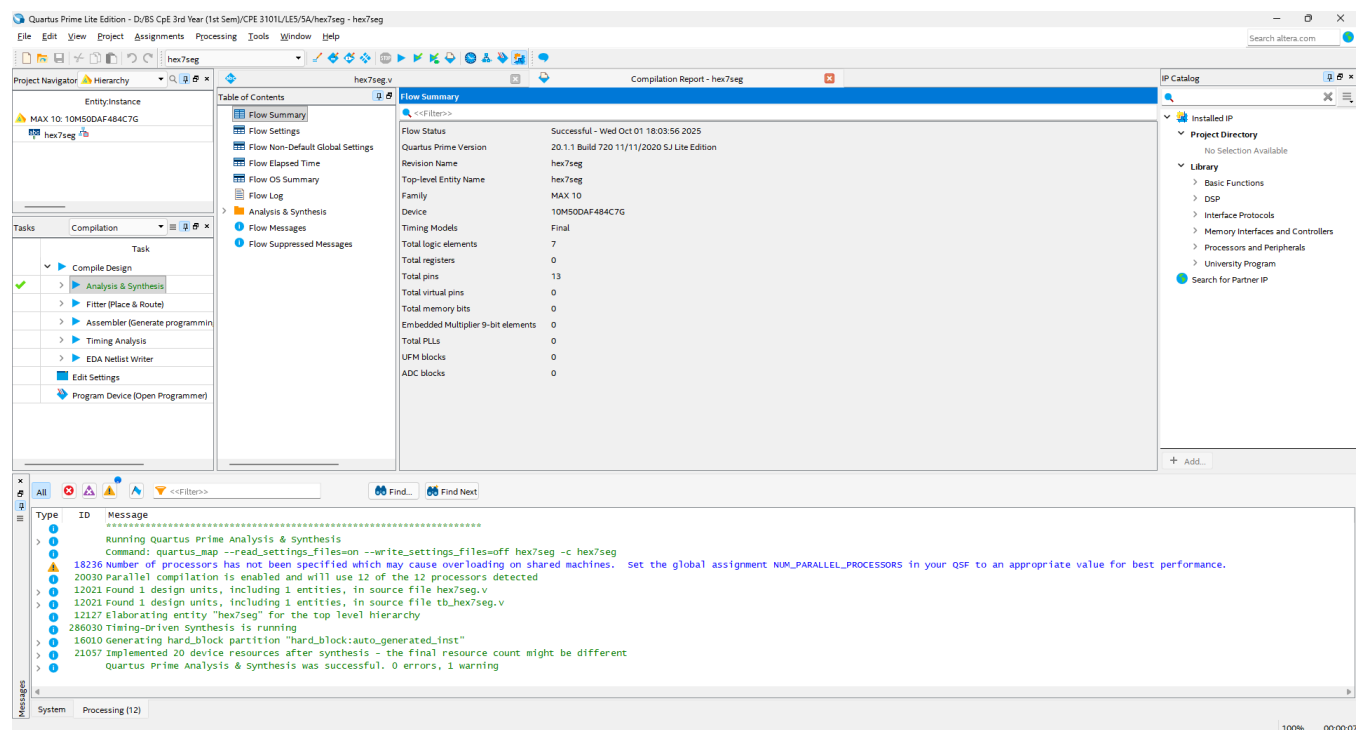 Quartus Prime Lite Edition - D:/BS CpE 3rd Year (1st Sem)/CPE 3101L/LE5/5A/hex7seg - hex7seg
File Edit View Project Assignments Processing Tools Window Help
Search altera.com
hex7seg
Project Navigator Hierarchy
Entity:Instance
MAX 10: 10M50DAF484C7G
hex7seg
Tasks Compilation
Task
Compile Design
Analysis & Synthesis
Fitter (Place & Route)
Assembler (Generate programmin
Timing Analysis
EDA Netlist Writer
Edit Settings
Program Device (Open Programmer)
hex7seg.v
Compilation Report - hex7seg
Table of Contents
Flow Summary
Flow Settings
Flow Non-Default Global Settings
Flow Elapsed Time
Flow OS Summary
Flow Log
Analysis & Synthesis
Flow Messages
Flow Suppressed Messages
Flow Summary
<<Filter>>
Flow Status Successful - Wed Oct 01 18:03:56 2025
Quartus Prime Version 20.1.1 Build 720 11/11/2020 SJ Lite Edition
Revision Name hex7seg
Top-level Entity Name hex7seg
Family MAX 10
Device 10M50DAF484C7G
Timing Models Final
Total logic elements 7
Total registers 0
Total pins 13
Total virtual pins 0
Total memory bits 0
Embedded Multiplier 9-bit elements 0
Total PLLs 0
UFM blocks 0
ADC blocks 0
IP Catalog
Installed IP
Project Directory
No Selection Available
Library
Basic Functions
DSP
Interface Protocols
Memory Interfaces and Controllers
Processors and Peripherals
University Program
Search for Partner IP
+ Add...
All <<Filter>> Find... Find Next
Type ID Message
*******************************************************************
Running Quartus Prime Analysis & Synthesis
Command: quartus_map --read_settings_files=on --write_settings_files=off hex7seg -c hex7seg
18236 Number of processors has not been specified which may cause overloading on shared machines. Set the global assignment NUM_PARALLEL_PROCESSORS in your QSF to an appropriate value for best performance.
20030 Parallel compilation is enabled and will use 12 of the 12 processors detected
12021 Found 1 design units, including 1 entities, in source file hex7seg.v
12021 Found 1 design units, including 1 entities, in source file tb_hex7seg.v
12127 Elaborating entity "hex7seg" for the top level hierarchy
286030 Timing-Driven Synthesis is running
16010 Generating hard_block partition "hard_block:auto_generated_inst"
21057 Implemented 20 device resources after synthesis - the final resource count might be different
Quartus Prime Analysis & Synthesis was successful. 0 errors, 1 warning
Messages
System Processing (12)
100% 00:00:07